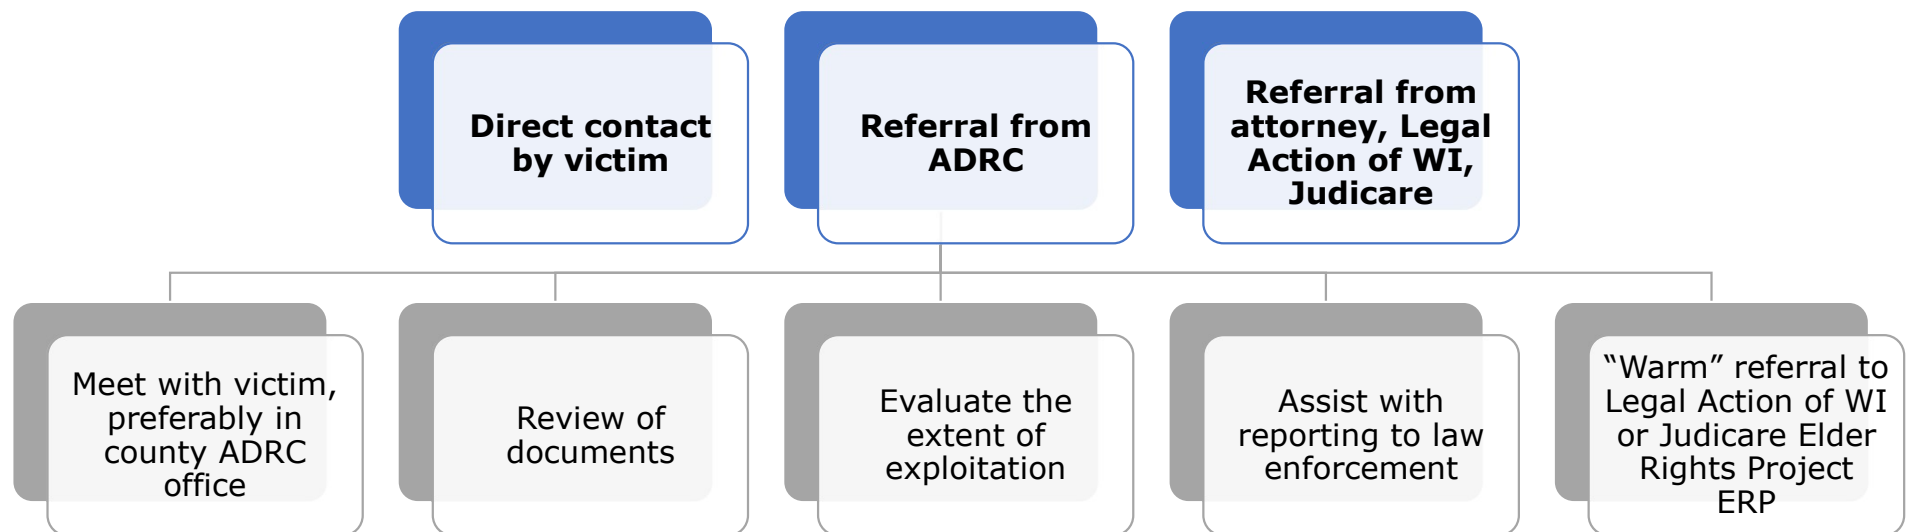 Direct contact
by victim
Referral from
ADRC
Referral from
attorney, Legal
Action of WI,
Judicare
Meet with victim,
preferably in
county ADRC
office
Review of
documents
Evaluate the
extent of
exploitation
Assist with
reporting to law
enforcement
“Warm” referral to
Legal Action of WI
or Judicare Elder
Rights Project
ERP